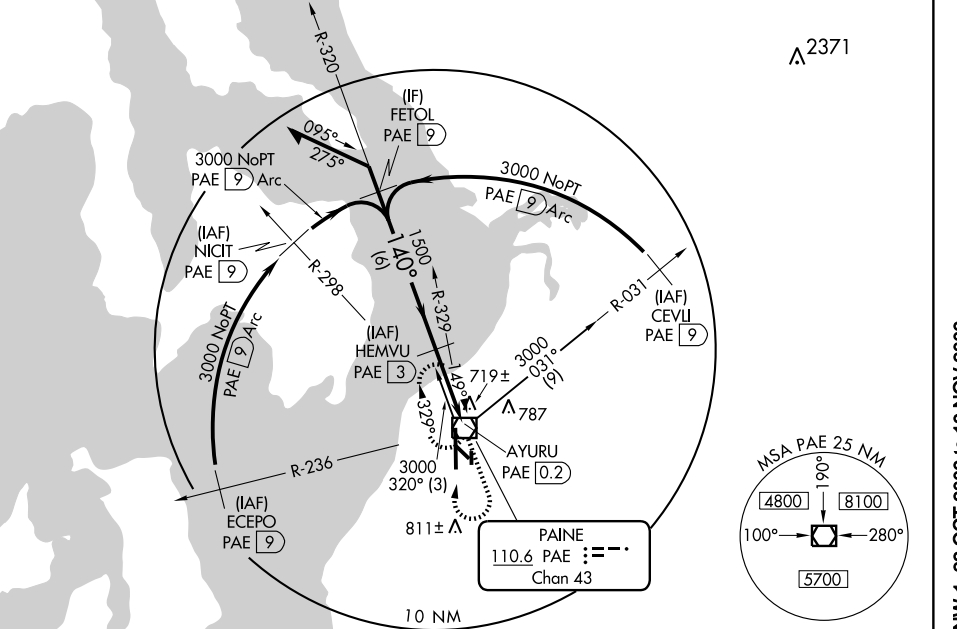 2371
R-320
(IF)
FETOL
PAE 9
095°
275°
3000 NoPT
PAE 9 Arc
3000 NoPT
PAE 9 Arc
(IAF)
NICIT
PAE 9
R-298
1500
140°
(6)
R-329
R-031
(IAF)
CEVLI
PAE 9
3000 NoPT
PAE 9 Arc
(IAF)
HEMVU
PAE 3
149°
719±
3000
031°
(9)
787
329°
AYURU
PAE 0.2
3000
320° (3)
R-236
(IAF)
ECEPO
PAE 9
811±
PAINE
110.6 PAE
Chan 43
10 NM
MSA PAE 25 NM
190°
4800
8100
100°
280°
5700